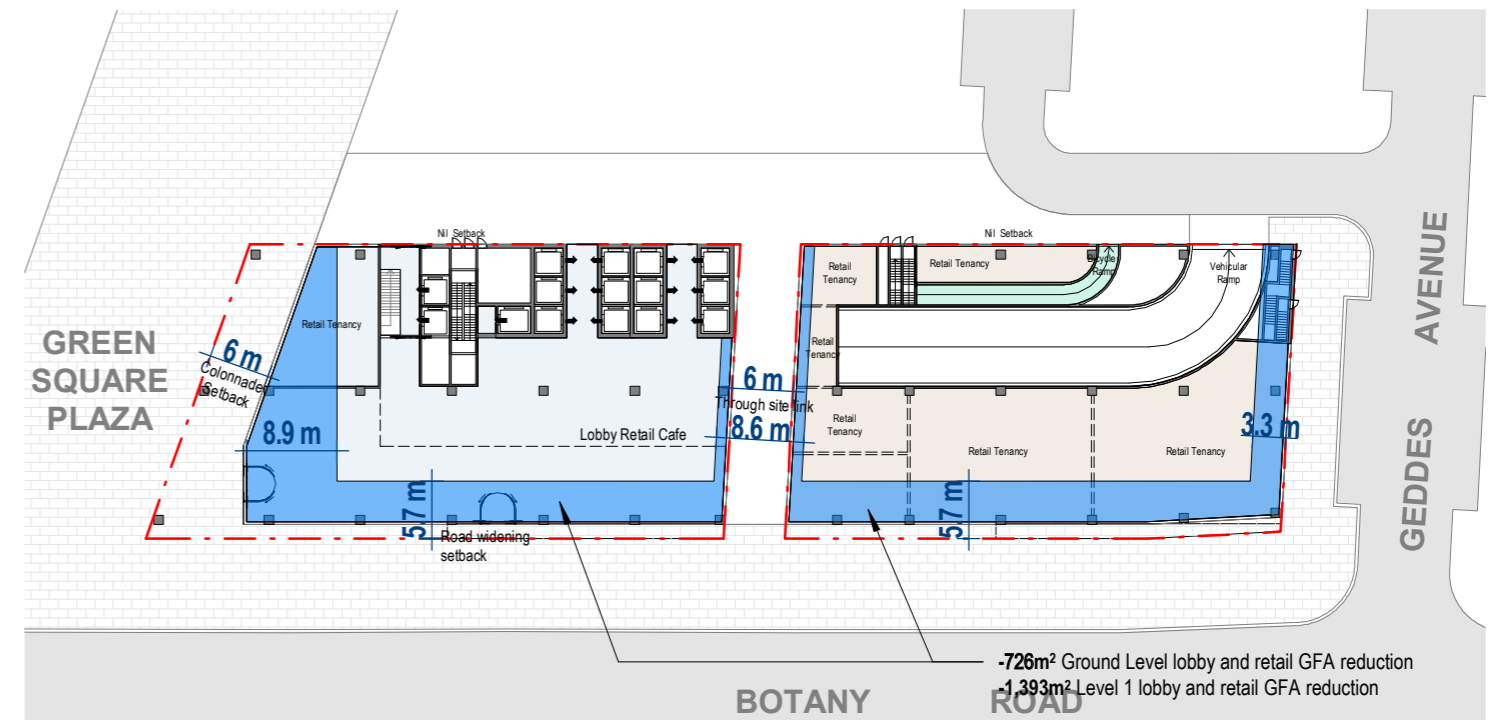 Nil Setback
Nil Setback
Retail
Tenancy
Retail Tenancy
Bicycle
Ramp
Vehicular
Ramp
Retail Tenancy
GREEN
SQUARE
PLAZA
6 m
Colonnade
Setback
Retail
Tenancy
6 m
Through site link
8.6 m
8.9 m
Lobby Retail Cafe
Retail
Tenancy
Retail Tenancy
Retail Tenancy
3.3 m
5.7 m
5.7 m
Road widening
setback
GEDDES AVENUE
-726m² Ground Level lobby and retail GFA reduction
-1,393m² Level 1 lobby and retail GFA reduction
BOTANY ROAD